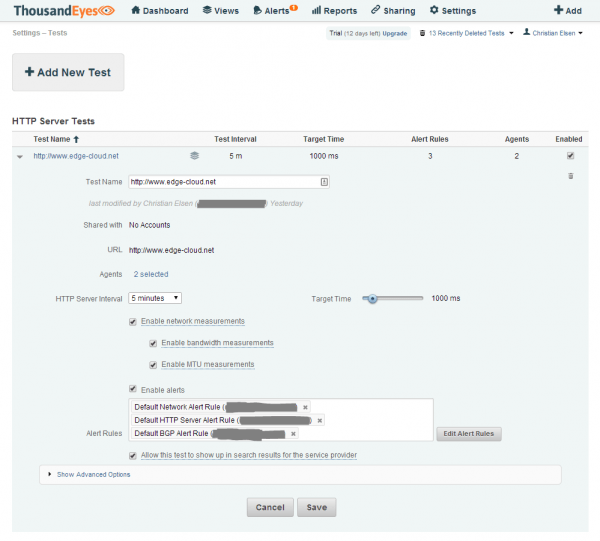 ThousandEyes Dashboard Views Alerts 1 Reports Sharing Settings + Add
Settings – Tests Trial (12 days left) Upgrade 13 Recently Deleted Tests Christian Elsen
+ Add New Test
HTTP Server Tests
Test Name Test Interval Target Time Alert Rules Agents Enabled
http://www.edge-cloud.net 5 m 1000 ms 3 2
Test Name http://www.edge-cloud.net
last modified by Christian Elsen ( ) Yesterday
Shared with No Accounts
URL http://www.edge-cloud.net
Agents 2 selected
HTTP Server Interval 5 minutes Target Time 1000 ms
Enable network measurements
Enable bandwidth measurements
Enable MTU measurements
Enable alerts
Default Network Alert Rule ( ) ×
Default HTTP Server Alert Rule ( ) ×
Alert Rules Default BGP Alert Rule ( ) × Edit Alert Rules
Allow this test to show up in search results for the service provider
Show Advanced Options
Cancel Save